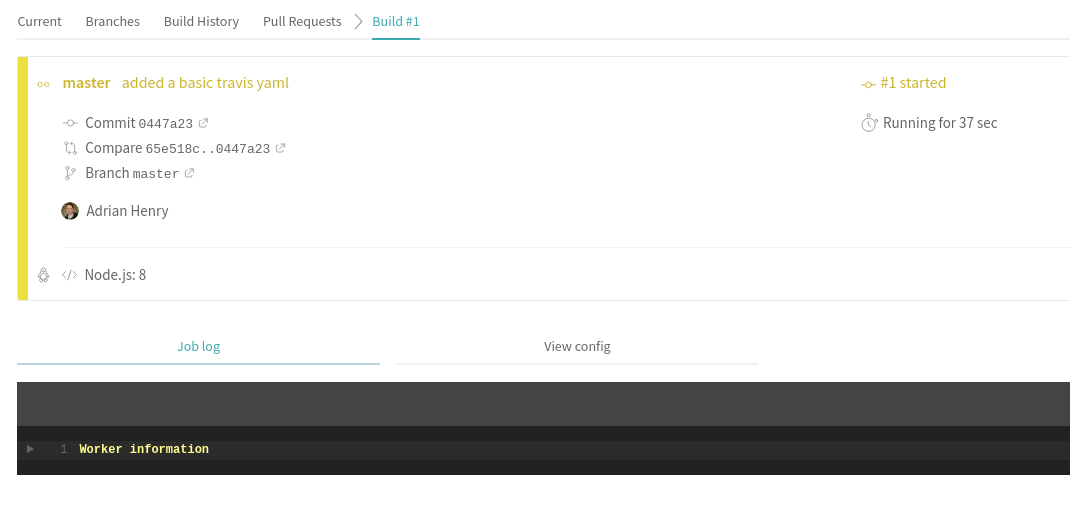 Current Branches Build History Pull Requests Build #1
master added a basic travis yaml #1 started
Commit 0447a23 Running for 37 sec
Compare 65e518c..0447a23
Branch master
Adrian Henry
</> Node.js: 8
Job log View config
1 Worker information